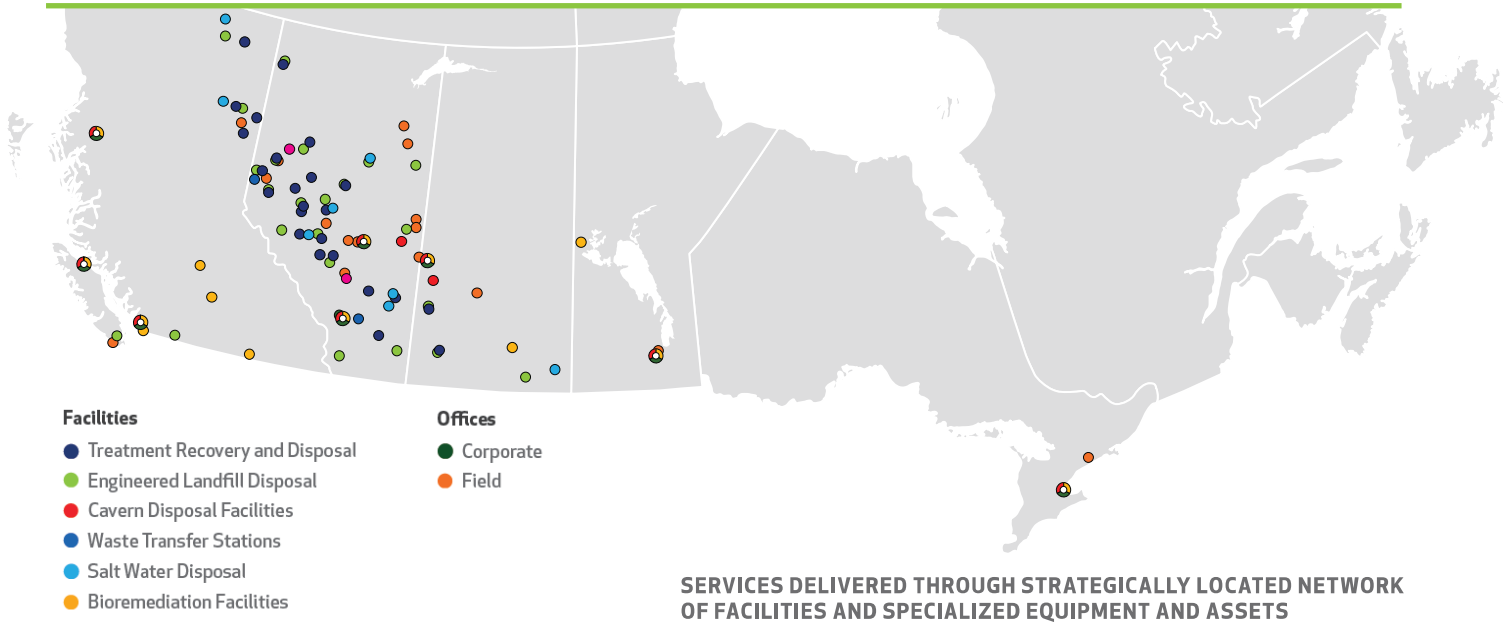 Facilities
Treatment Recovery and Disposal
Engineered Landfill Disposal
Cavern Disposal Facilities
Waste Transfer Stations
Salt Water Disposal
Bioremediation Facilities
Offices
Corporate
Field
SERVICES DELIVERED THROUGH STRATEGICALLY LOCATED NETWORK
OF FACILITIES AND SPECIALIZED EQUIPMENT AND ASSETS